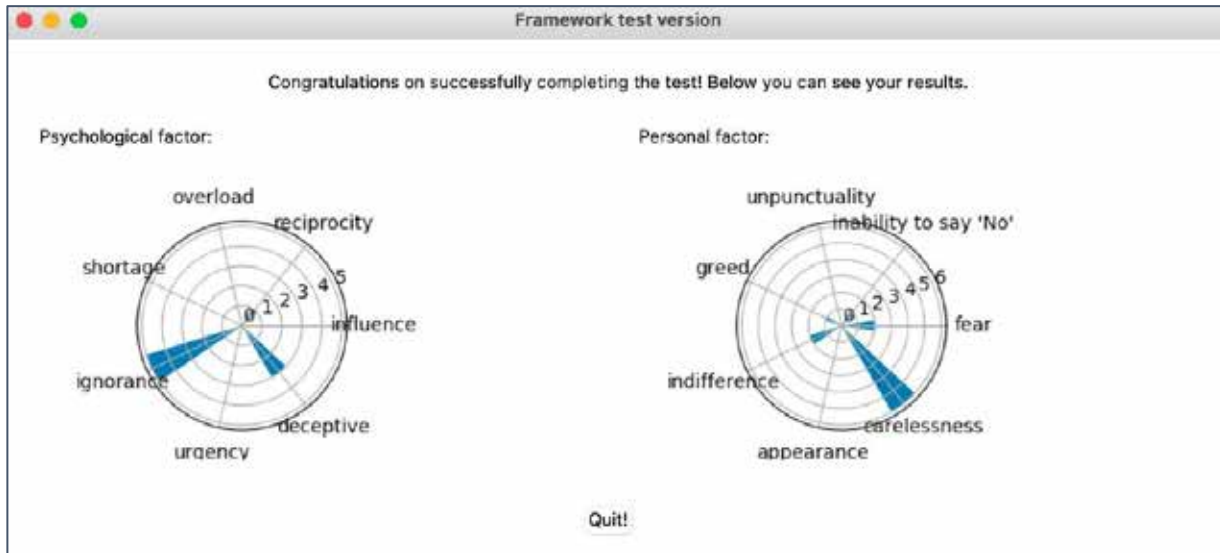 Framework test version
Congratulations on successfully completing the test! Below you can see your results.
Psychological factor:
overload
reciprocity
shortage
0 1 2 3 4 5
influence
ignorance
deceptive
urgency
Personal factor:
unpunctuality
inability to say 'No'
greed
0 1 2 3 4 5 6
fear
indifference
carelessness
appearance
Quit!